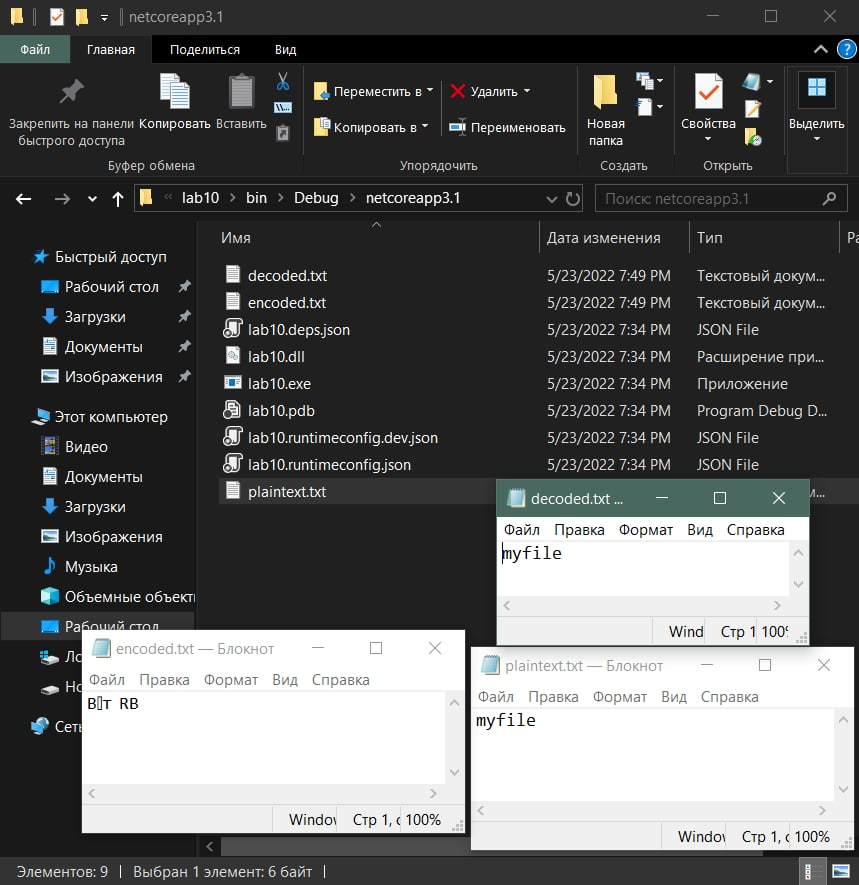 netcoreapp3.1
Файл Главная Поделиться Вид
Закрепить на панели быстрого доступа
Копировать
Вставить
Переместить в
Копировать в
Удалить
Переименовать
Новая папка
Свойства
Выделить
Буфер обмена Упорядочить Создать Открыть
« lab10 > bin > Debug > netcoreapp3.1
Поиск: netcoreapp3.1
Имя Дата изменения Тип Ра
Быстрый доступ
Рабочий стол
Загрузки
Документы
Изображения
Этот компьютер
Видео
Документы
Загрузки
Изображения
Музыка
Объемные объект
Рабочий стол
Ло
Но
Сеть
decoded.txt 5/23/2022 7:49 PM Текстовый докум...
encoded.txt 5/23/2022 7:49 PM Текстовый докум...
lab10.deps.json 5/23/2022 7:34 PM JSON File
lab10.dll 5/23/2022 7:34 PM Расширение при...
lab10.exe 5/23/2022 7:34 PM Приложение
lab10.pdb 5/23/2022 7:34 PM Program Debug D...
lab10.runtimeconfig.dev.json 5/23/2022 7:34 PM JSON File
lab10.runtimeconfig.json 5/23/2022 7:34 PM JSON File
plaintext.txt
decoded.txt ...
Файл Правка Формат Вид Справка
myfile
Wind Стр 1 100%
encoded.txt — Блокнот
Файл Правка Формат Вид Справка
В▯т RB
Window Стр 1, с 100%
plaintext.txt — Блокнот
Файл Правка Формат Вид Справка
myfile
Window Стр 1, с 100%
Элементов: 9 Выбран 1 элемент: 6 байт